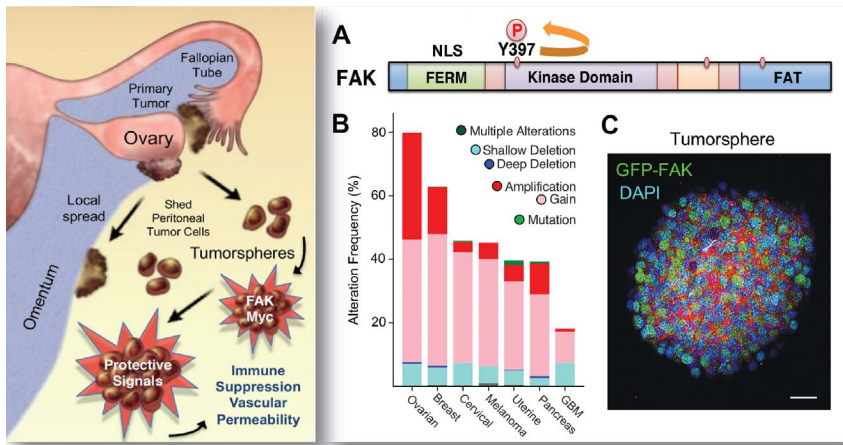 Fallopian
Tube
Primary
Tumor
Ovary
Local
spread
Shed
Peritoneal
Tumor Cells
Tumorspheres
Omentum
FAK
Myc
Protective
Signals
Immune
Suppression
Vascular
Permeability
A
P
NLS
Y397
FAK
FERM
Kinase Domain
FAT
B
Alteration Frequency (%)
80
60
40
20
Multiple Alterations
Shallow Deletion
Deep Deletion
Amplification
Gain
Mutation
Ovarian
Breast
Cervical
Melanoma
Uterine
Pancreas
GBM
C
Tumorsphere
GFP-FAK
DAPI